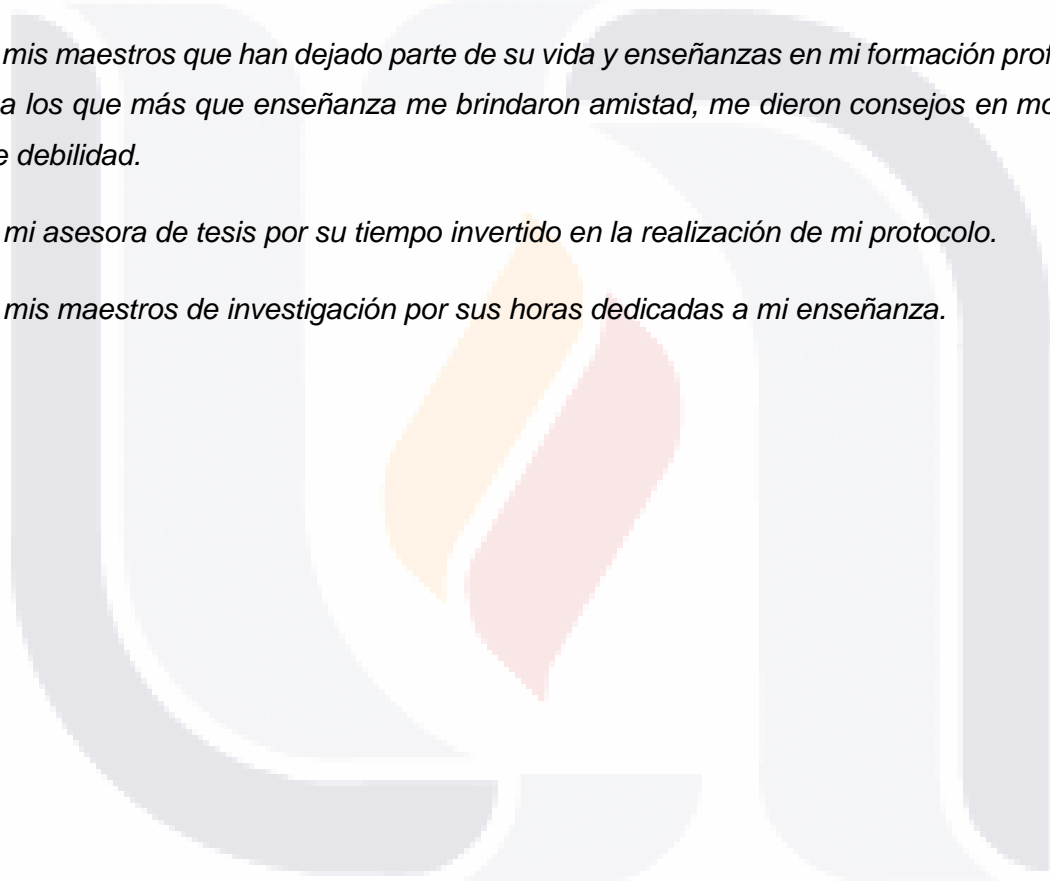 mis maestros que han dejado parte de su vida y enseñanzas en mi formación prof
a los que más que enseñanza me brindaron amistad, me dieron consejos en mo
e debilidad.
mi asesora de tesis por su tiempo invertido en la realización de mi protocolo.
mis maestros de investigación por sus horas dedicadas a mi enseñanza.